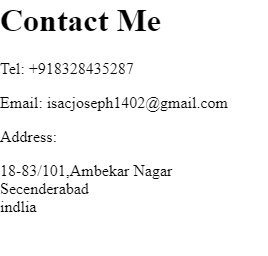 Contact Me
Tel: +918328435287
Email: isacjoseph1402@gmail.com
Address:
18-83/101,Ambekar Nagar
Secenderabad
indlia